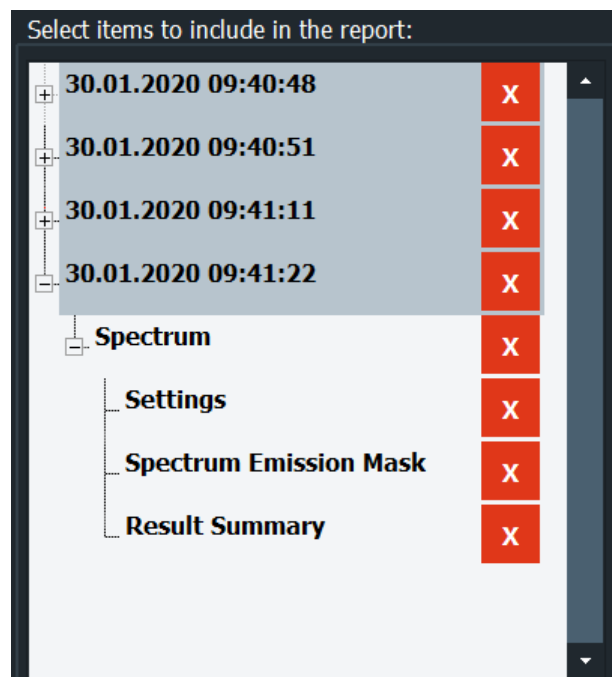 Select items to include in the report:
30.01.2020 09:40:48 X
30.01.2020 09:40:51 X
30.01.2020 09:41:11 X
30.01.2020 09:41:22 X
Spectrum X
Settings X
Spectrum Emission Mask X
Result Summary X